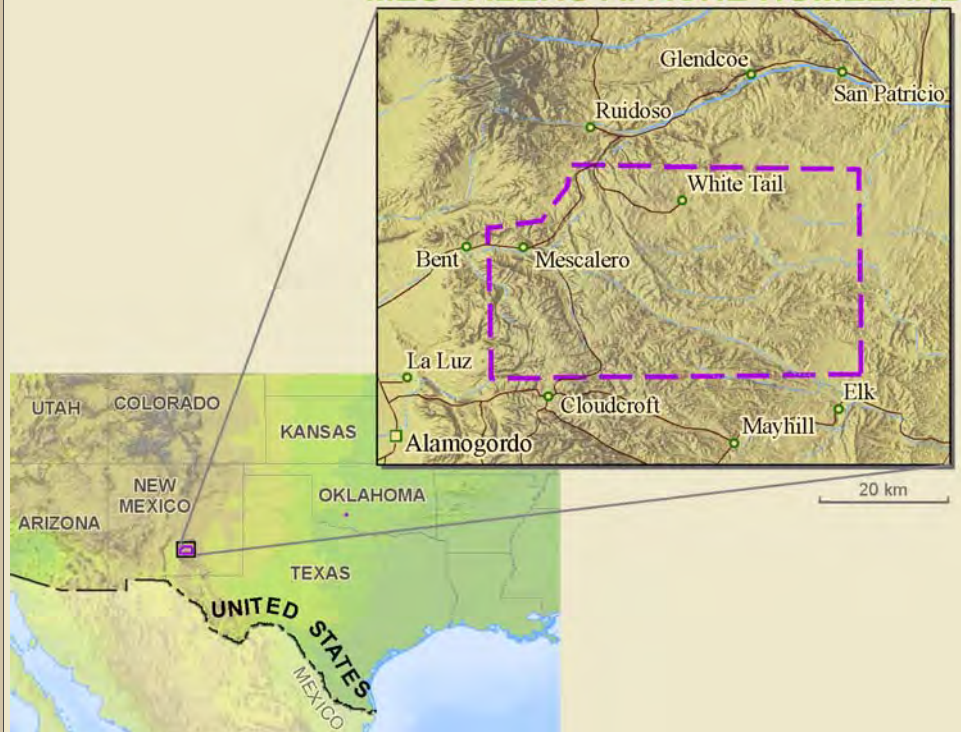 Glendcoe
San Patricio
Ruidoso
White Tail
Bent
Mescalero
La Luz
Cloudcroft
Elk
Mayhill
Alamogordo
20 km
UTAH
COLORADO
KANSAS
NEW
MEXICO
OKLAHOMA
ARIZONA
TEXAS
UNITED STATES
MEXICO